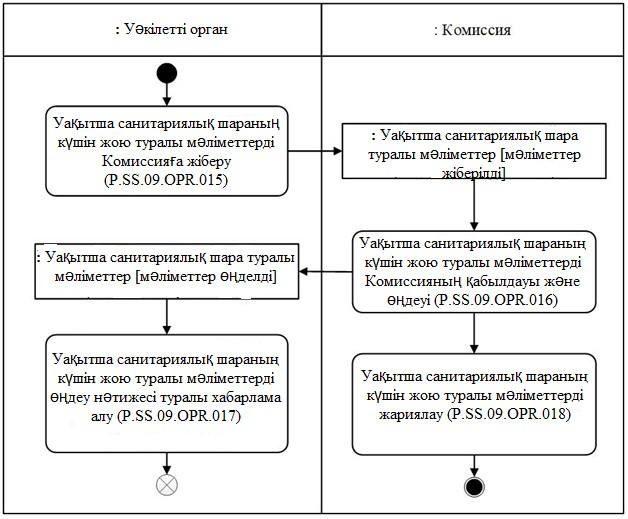 : Уәкілетті орган
: Комиссия
Уақытша санитариялық шараның
күшін жою туралы мәліметтерді
Комиссияға жіберу
(P.SS.09.OPR.015)
: Уақытша санитариялық шара
туралы мәліметтер [мәліметтер
жіберілді]
Уақытша санитариялық шараның
күшін жою туралы мәліметтерді
Комиссияның қабылдауы және
өңдеуі (P.SS.09.OPR.016)
: Уақытша санитариялық шара туралы
мәліметтер [мәліметтер өңделді]
Уақытша санитариялық шараның
күшін жою туралы мәліметтерді
өңдеу нәтижесі туралы хабарлама
алу (P.SS.09.OPR.017)
Уақытша санитариялық шараның
күшін жою туралы мәліметтерді
жариялау (P.SS.09.OPR.018)